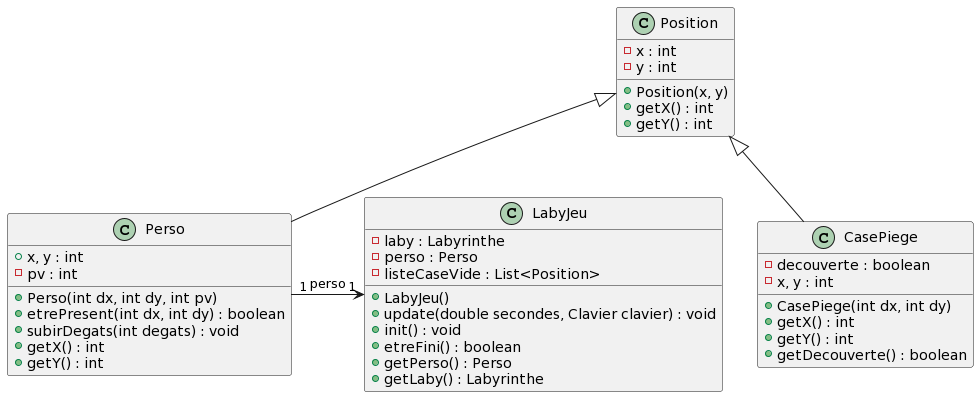 C Position
x : int
y : int
Position(x, y)
getX() : int
getY() : int
C Perso
x, y : int
pv : int
Perso(int dx, int dy, int pv)
etrePresent(int dx, int dy) : boolean
subirDegats(int degats) : void
getX() : int
getY() : int
1 perso 1
C LabyJeu
laby : Labyrinthe
perso : Perso
listeCaseVide : List<Position>
LabyJeu()
update(double secondes, Clavier clavier) : void
init() : void
etreFini() : boolean
getPerso() : Perso
getLaby() : Labyrinthe
C CasePiege
decouverte : boolean
x, y : int
CasePiege(int dx, int dy)
getX() : int
getY() : int
getDecouverte() : boolean